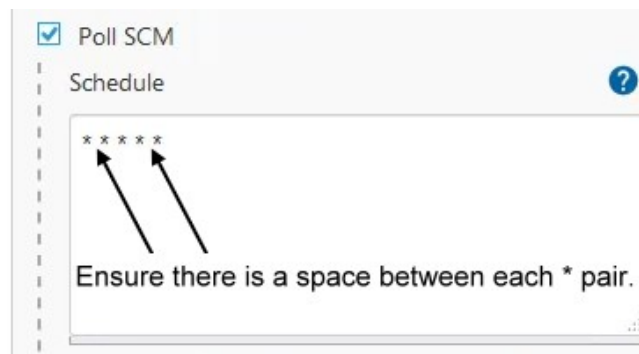 Poll SCM
Schedule
?
* * * * *
Ensure there is a space between each * pair.